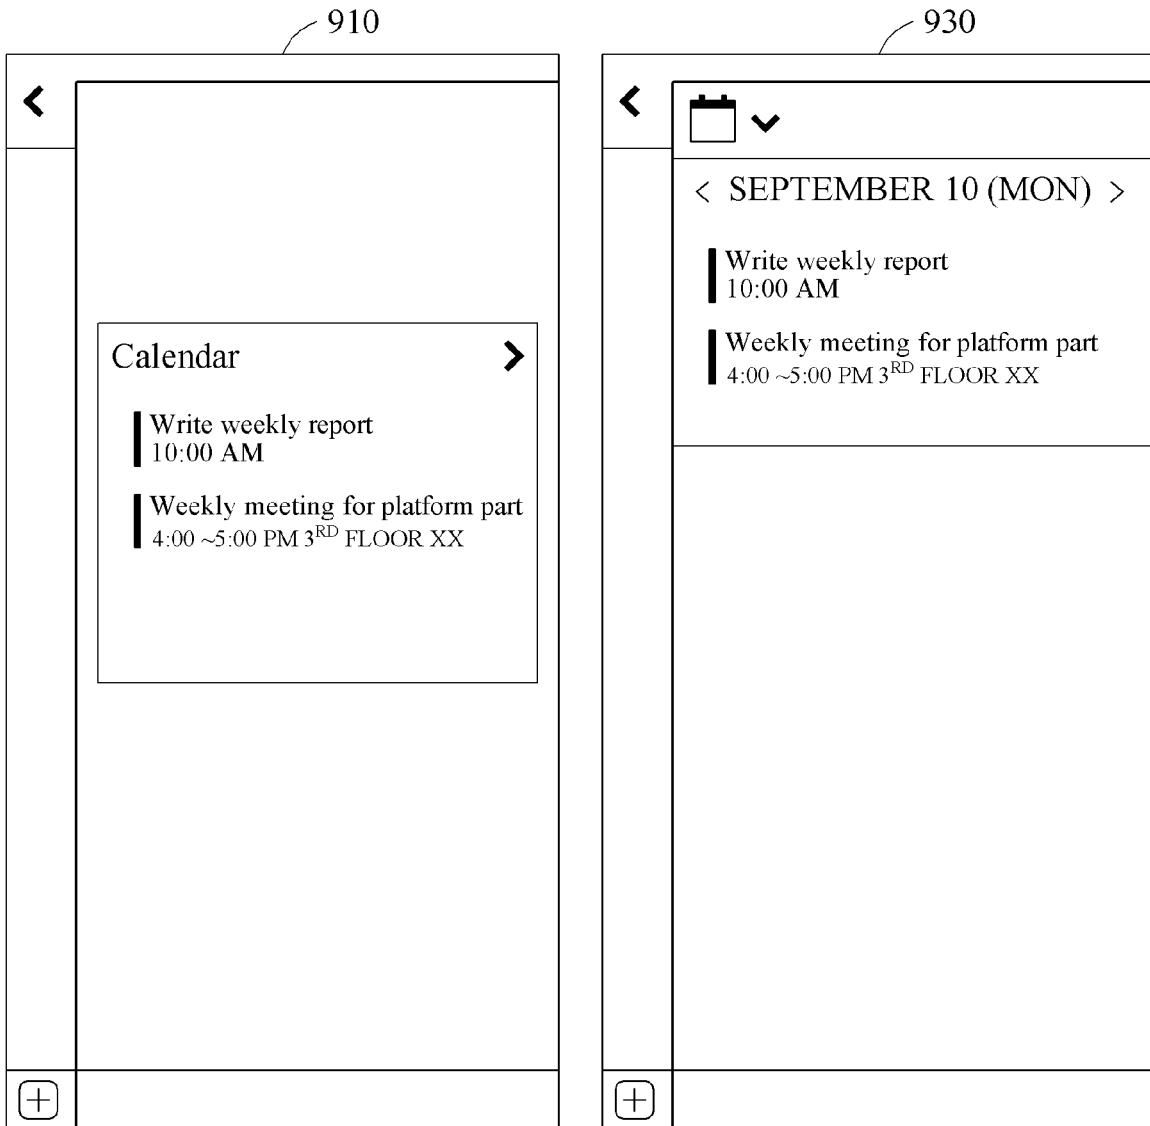 910
Calendar
Write weekly report
10:00 AM
Weekly meeting for platform part
4:00 ~5:00 PM 3RD FLOOR XX
930
< SEPTEMBER 10 (MON) >
Write weekly report
10:00 AM
Weekly meeting for platform part
4:00 ~5:00 PM 3RD FLOOR XX